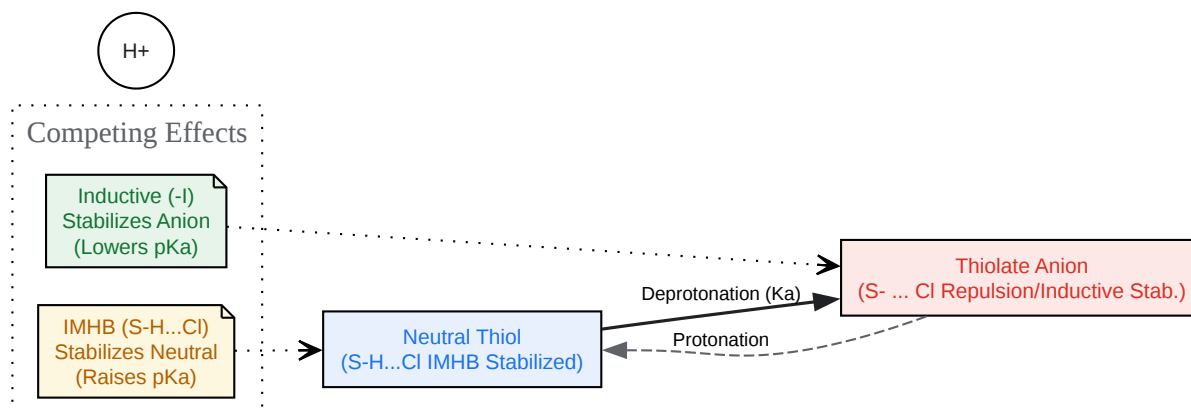 H+
Competing Effects
Inductive (-I)
Stabilizes Anion
(Lowers pKa)
IMHB (S-H...Cl)
Stabilizes Neutral
(Raises pKa)
Neutral Thiol
(S-H...Cl IMHB Stabilized)
Deprotonation (Ka)
Protonation
Thiolate Anion
(S- ... Cl Repulsion/Inductive Stab.)